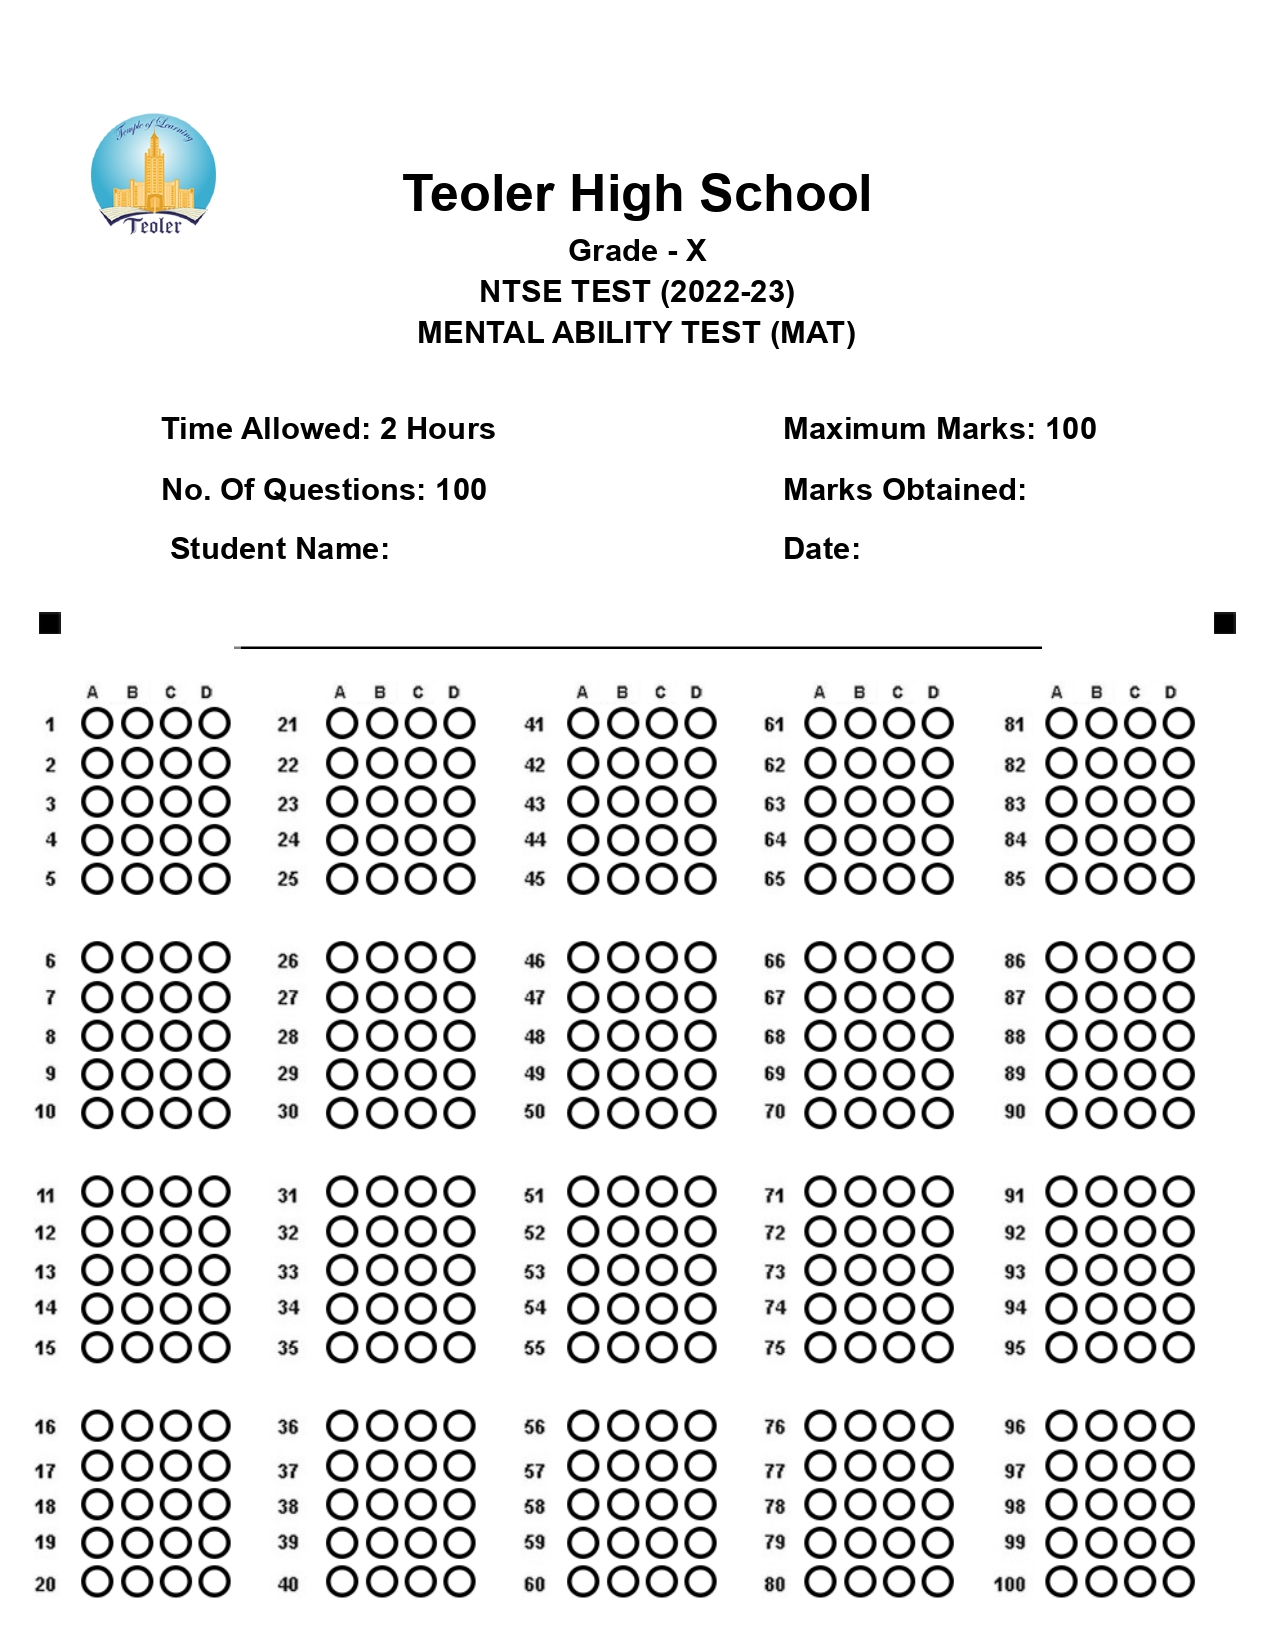 Temple of Learning
Teoler
Teoler High School
Grade - X
NTSE TEST (2022-23)
MENTAL ABILITY TEST (MAT)
Time Allowed: 2 Hours Maximum Marks: 100
No. Of Questions: 100 Marks Obtained:
Student Name: Date:
A B C D A B C D A B C D A B C D A B C D
1 21 41 61 81
2 22 42 62 82
3 23 43 63 83
4 24 44 64 84
5 25 45 65 85
6 26 46 66 86
7 27 47 67 87
8 28 48 68 88
9 29 49 69 89
10 30 50 70 90
11 31 51 71 91
12 32 52 72 92
13 33 53 73 93
14 34 54 74 94
15 35 55 75 95
16 36 56 76 96
17 37 57 77 97
18 38 58 78 98
19 39 59 79 99
20 40 60 80 100